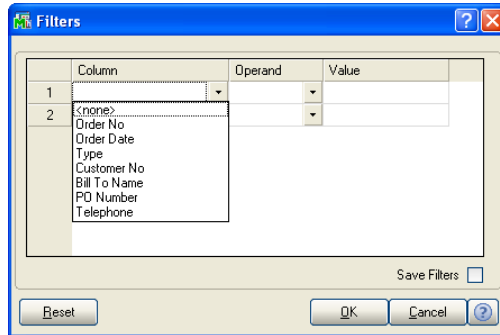 Filters
Column Operand Value
1
2
<none>
Order No
Order Date
Type
Customer No
Bill To Name
PO Number
Telephone
Save Filters
Reset OK Cancel